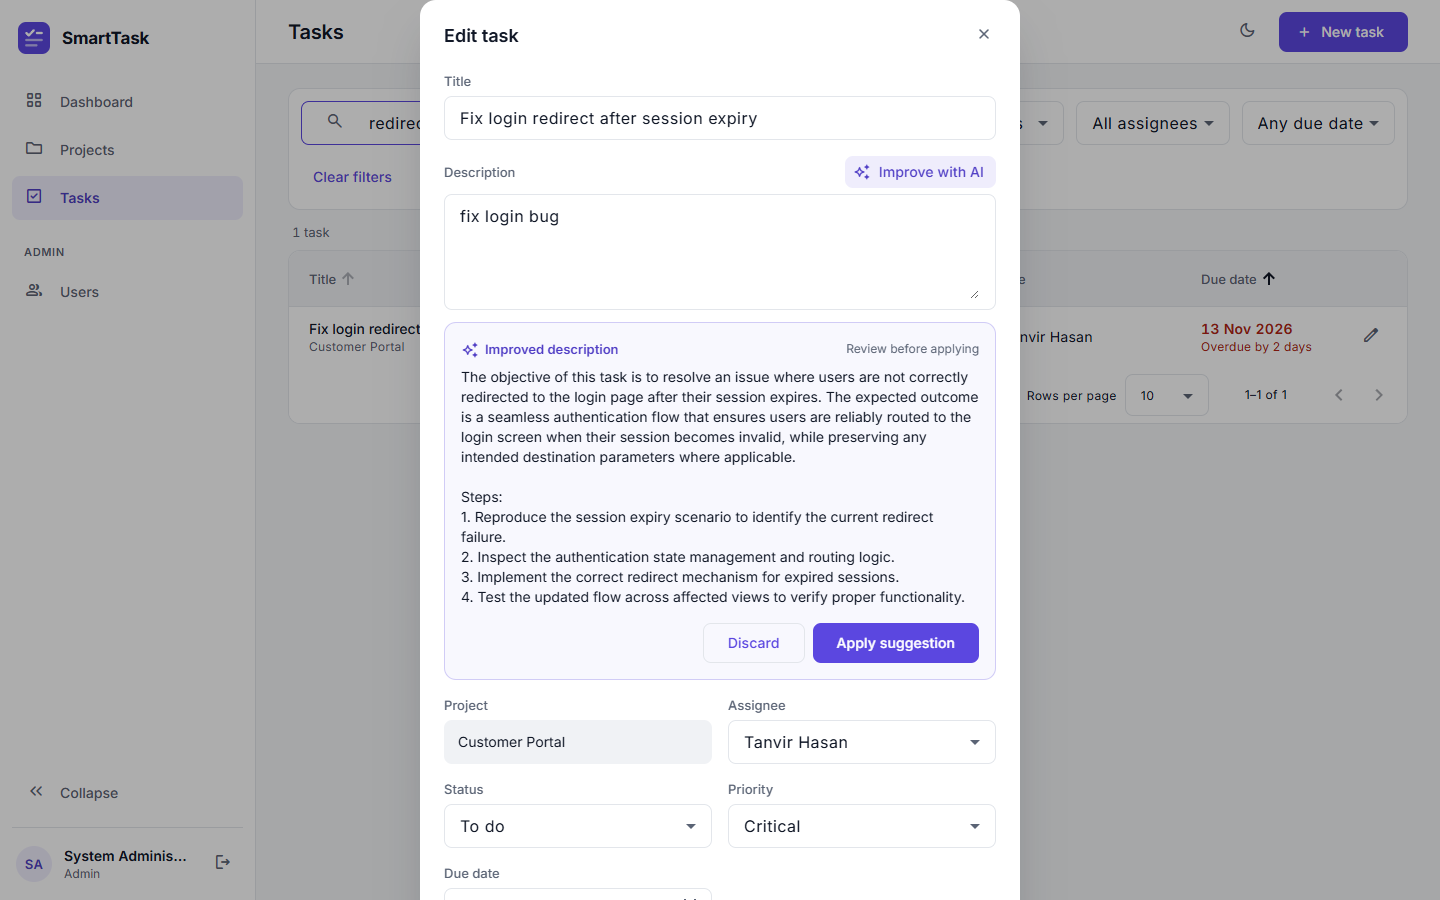 SmartTask
Dashboard
Projects
Tasks
ADMIN
Users
Collapse
SA
System Adminis...
Admin
Tasks
New task
All assignees
Any due date
Clear filters
1 task
Title
Due date
Fix login redirect
Customer Portal
nvir Hasan
13 Nov 2026
Overdue by 2 days
Rows per page
10
1–1 of 1
Edit task
Title
Fix login redirect after session expiry
Description
Improve with AI
fix login bug
Improved description
Review before applying
The objective of this task is to resolve an issue where users are not correctly
redirected to the login page after their session expires. The expected outcome
is a seamless authentication flow that ensures users are reliably routed to the
login screen when their session becomes invalid, while preserving any
intended destination parameters where applicable.
Steps:
1. Reproduce the session expiry scenario to identify the current redirect
failure.
2. Inspect the authentication state management and routing logic.
3. Implement the correct redirect mechanism for expired sessions.
4. Test the updated flow across affected views to verify proper functionality.
Discard
Apply suggestion
Project
Assignee
Customer Portal
Tanvir Hasan
Status
Priority
To do
Critical
Due date